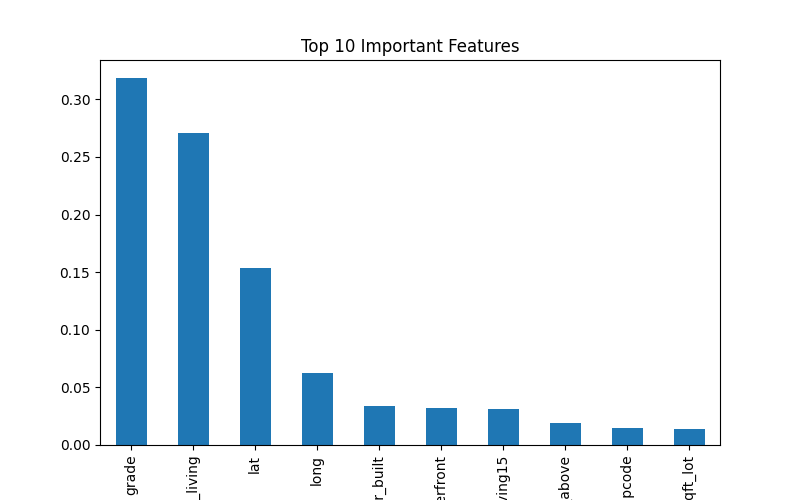 Top 10 Important Features
0.30
0.25
0.20
0.15
0.10
0.05
0.00
grade
_living
lat
long
r_built
erfront
ving15
above
pcode
qft_lot